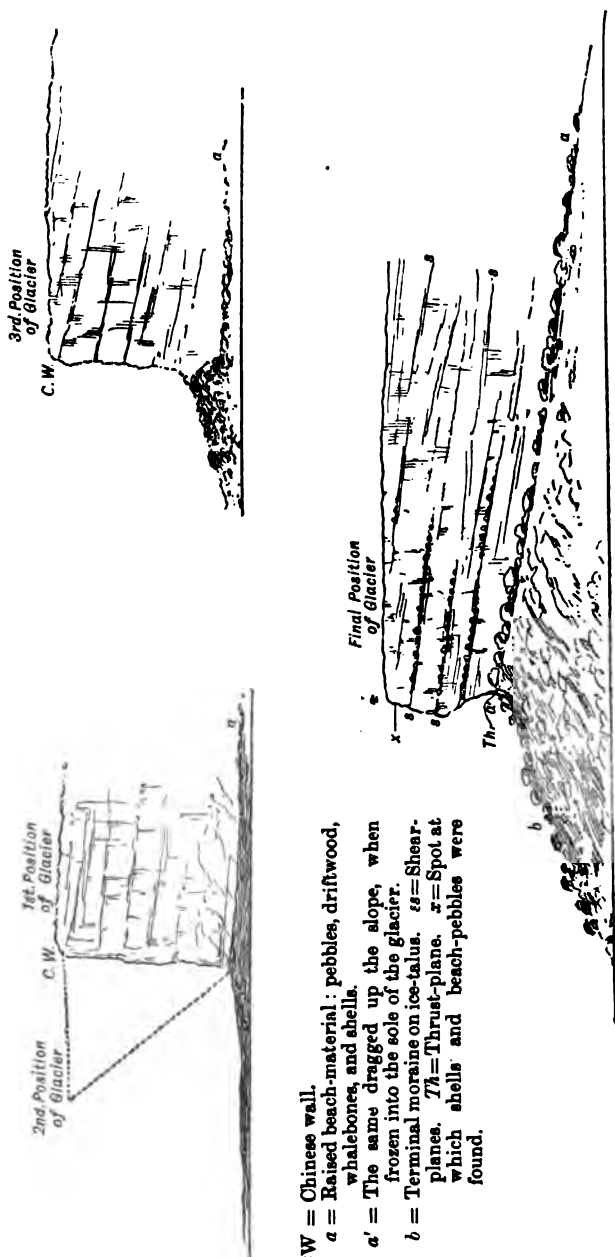 2nd. Position
of Glacier
C. W.
1st. Position
of Glacier
a
3rd. Position
of Glacier
C. W.
a
W = Chinese wall.
a = Raised beach-material: pebbles, driftwood,
whalebones, and shells.
a' = The same dragged up the slope, when
frozen into the sole of the glacier.
b = Terminal moraine on ice-talus. ss = Shear-
planes. Th = Thrust-plane. x = Spot at
which shells and beach-pebbles were
found.
Final Position
of Glacier
x
s
s
s
s
Th
a'
b
a